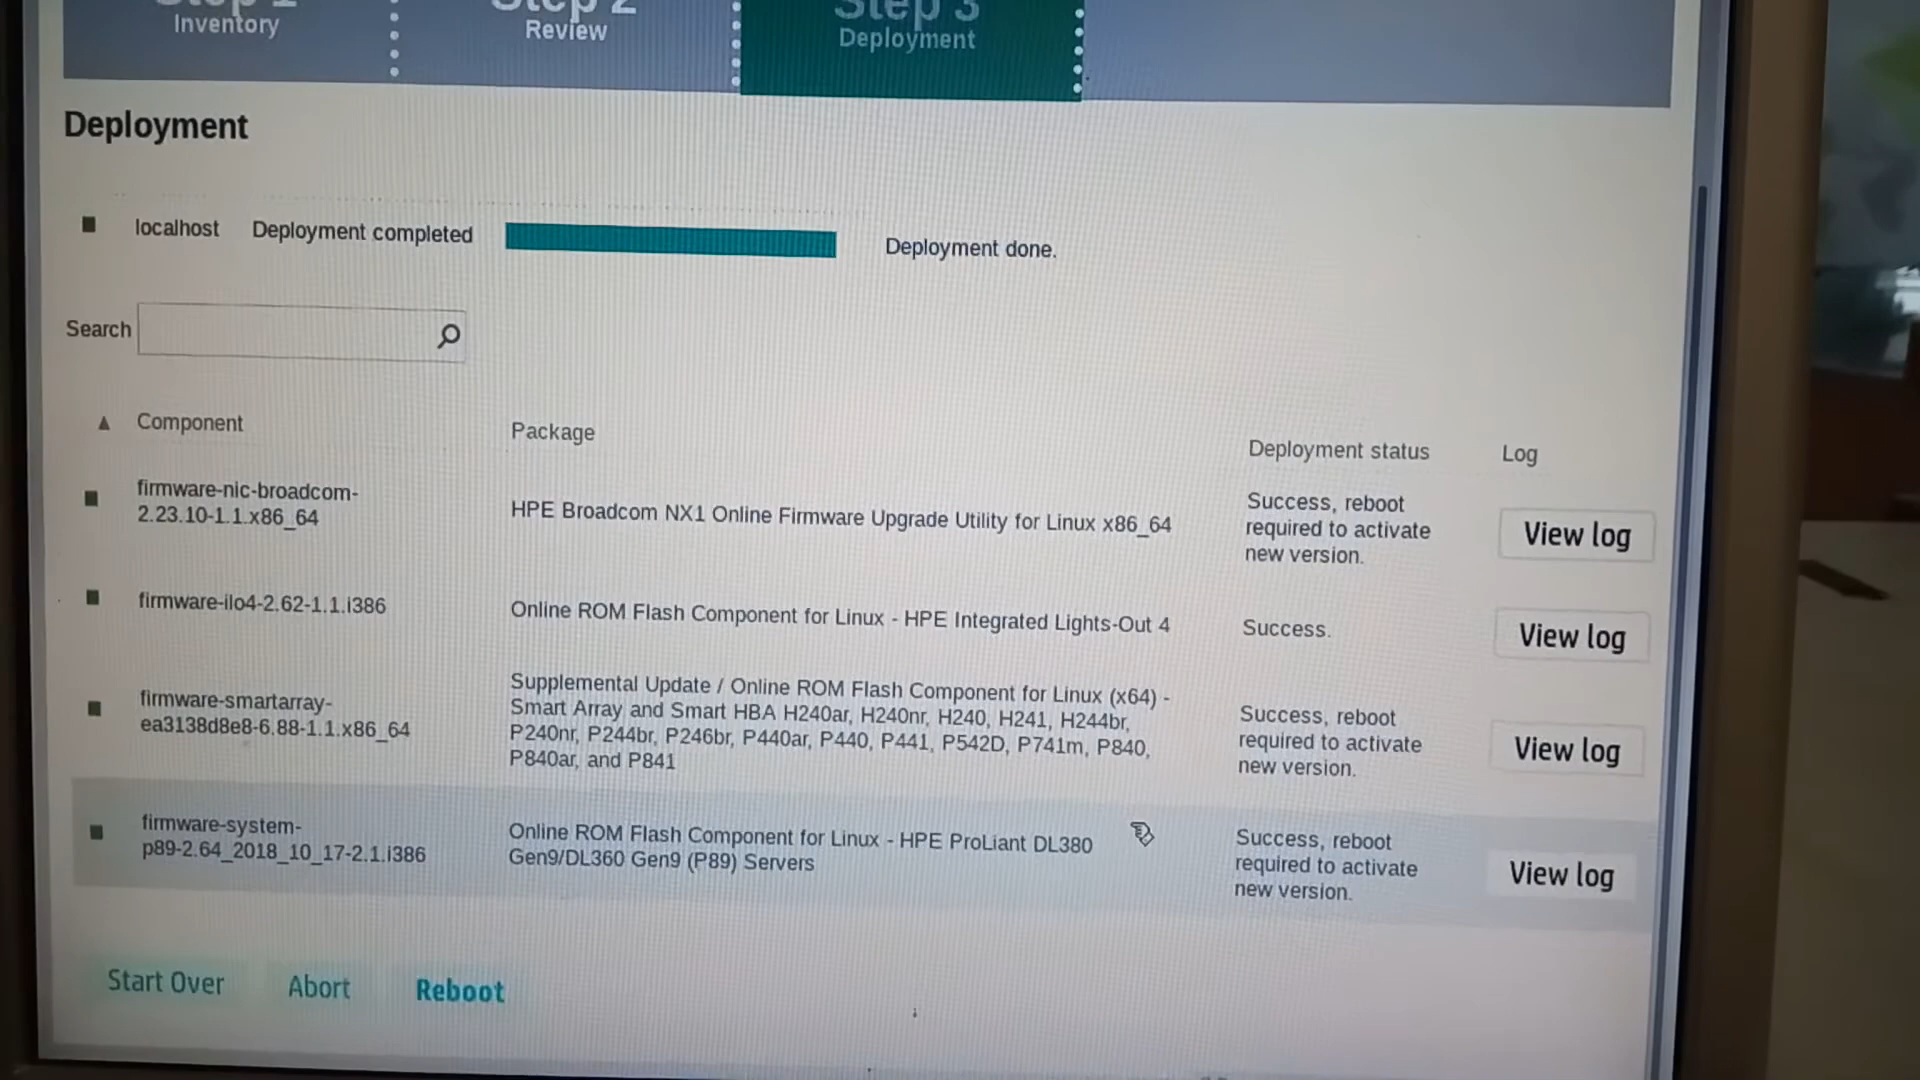 Step 1
Inventory
Step 2
Review
Step 3
Deployment
Deployment
localhost Deployment completed Deployment done.
Search
Component Package Deployment status Log
firmware-nic-broadcom-
2.23.10-1.1.x86_64
HPE Broadcom NX1 Online Firmware Upgrade Utility for Linux x86_64
Success, reboot
required to activate
new version.
View log
firmware-ilo4-2.62-1.1.i386
Online ROM Flash Component for Linux - HPE Integrated Lights-Out 4
Success.
View log
firmware-smartarray-
ea3138d8e8-6.88-1.1.x86_64
Supplemental Update / Online ROM Flash Component for Linux (x64) -
Smart Array and Smart HBA H240ar, H240nr, H240, H241, H244br,
P240nr, P244br, P246br, P440ar, P440, P441, P542D, P741m, P840,
P840ar, and P841
Success, reboot
required to activate
new version.
View log
firmware-system-
p89-2.64_2018_10_17-2.1.i386
Online ROM Flash Component for Linux - HPE ProLiant DL380
Gen9/DL360 Gen9 (P89) Servers
Success, reboot
required to activate
new version.
View log
Start Over Abort Reboot